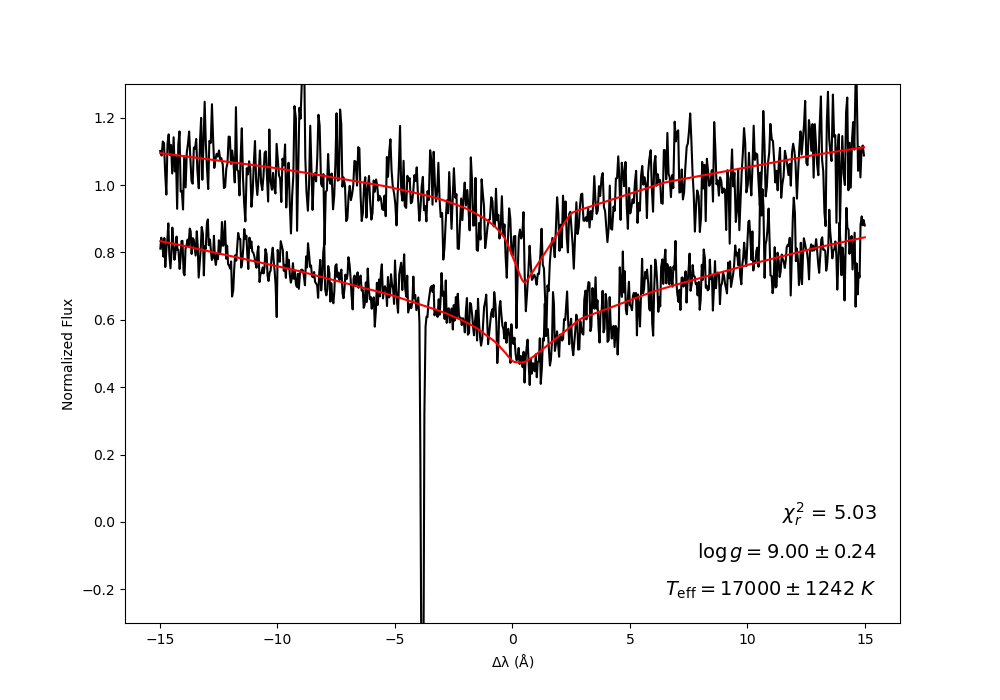 1.2
1.0
0.8
0.6
0.4
0.2
0.0
−0.2
Normalized Flux
χ²ᵣ = 5.03
log g = 9.00 ± 0.24
T_eff = 17000 ± 1242 K
−15 −10 −5 0 5 10 15
Δλ (Å)